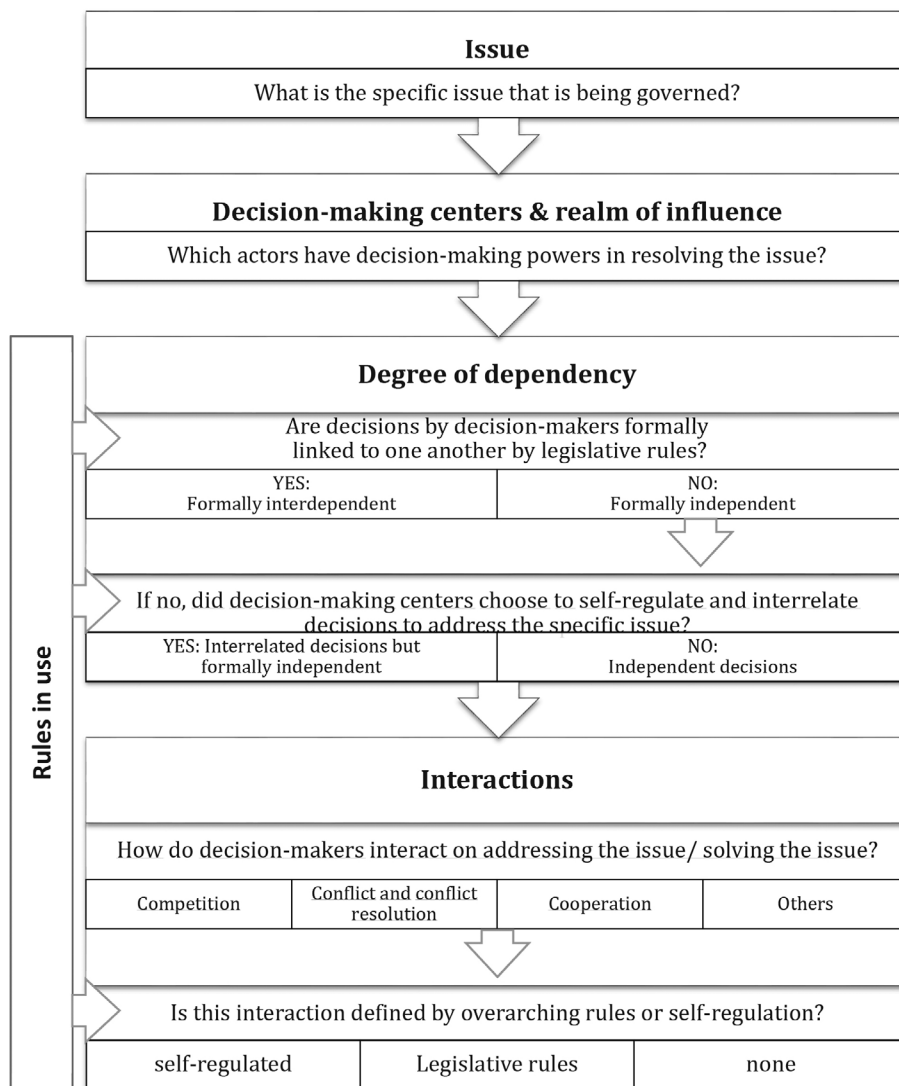 Issue
What is the specific issue that is being governed?
Decision-making centers & realm of influence
Which actors have decision-making powers in resolving the issue?
Rules in use
Degree of dependency
Are decisions by decision-makers formally
linked to one another by legislative rules?
YES:
Formally interdependent
NO:
Formally independent
If no, did decision-making centers choose to self-regulate and interrelate
decisions to address the specific issue?
YES: Interrelated decisions but
formally independent
NO:
Independent decisions
Interactions
How do decision-makers interact on addressing the issue/ solving the issue?
Competition
Conflict and conflict
resolution
Cooperation
Others
Is this interaction defined by overarching rules or self-regulation?
self-regulated
Legislative rules
none